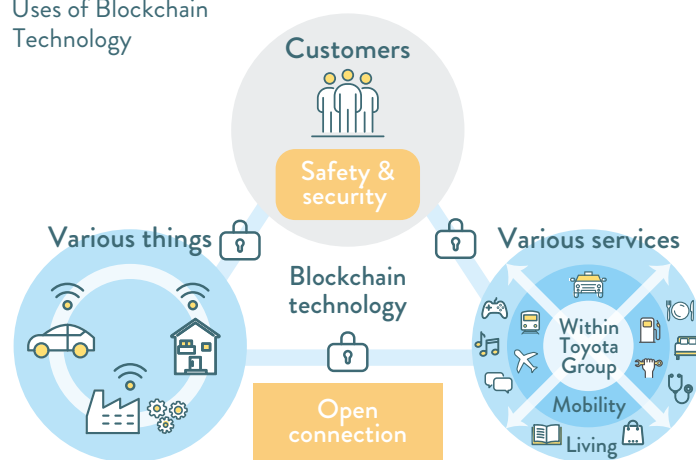 Uses of Blockchain
Technology
Customers
Safety &
security
Various things
Various services
Blockchain
technology
Within
Toyota
Group
Mobility
Living
Open
connection